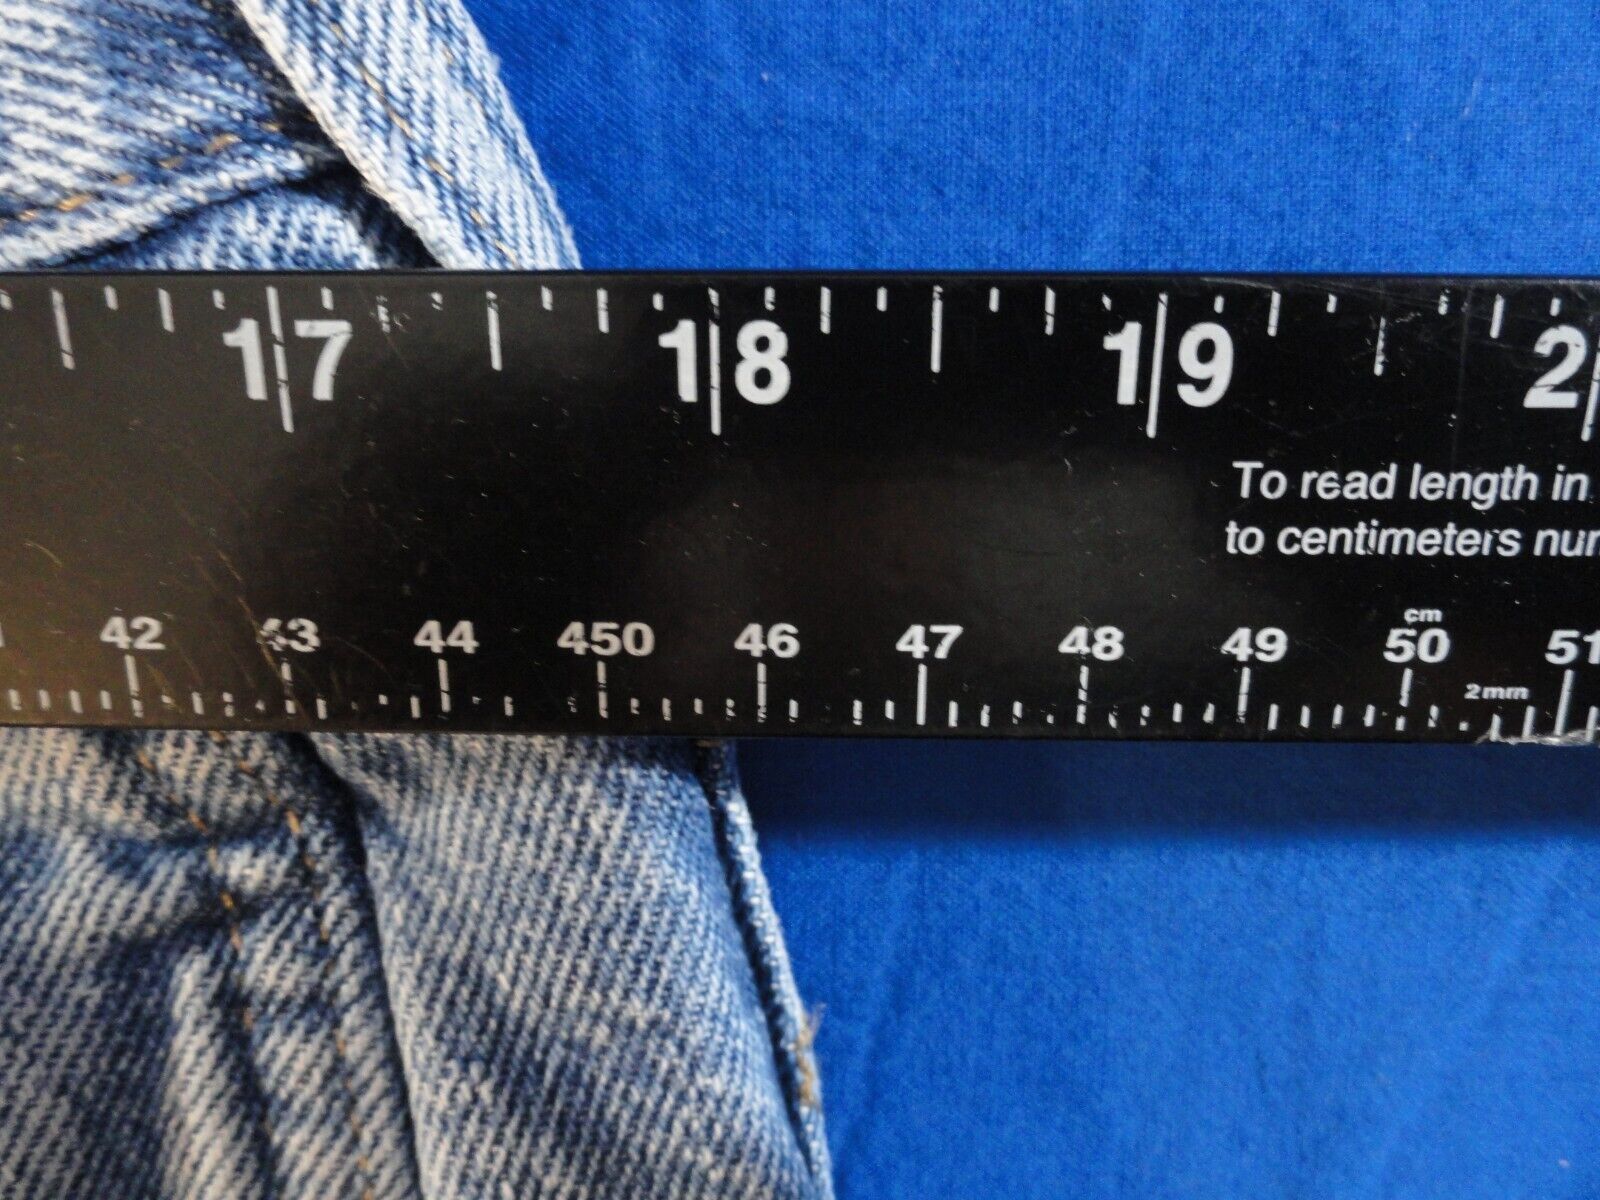 17 18 19 2
To read length in
to centimeters nu
cm
42 43 44 450 46 47 48 49 50 51
2mm